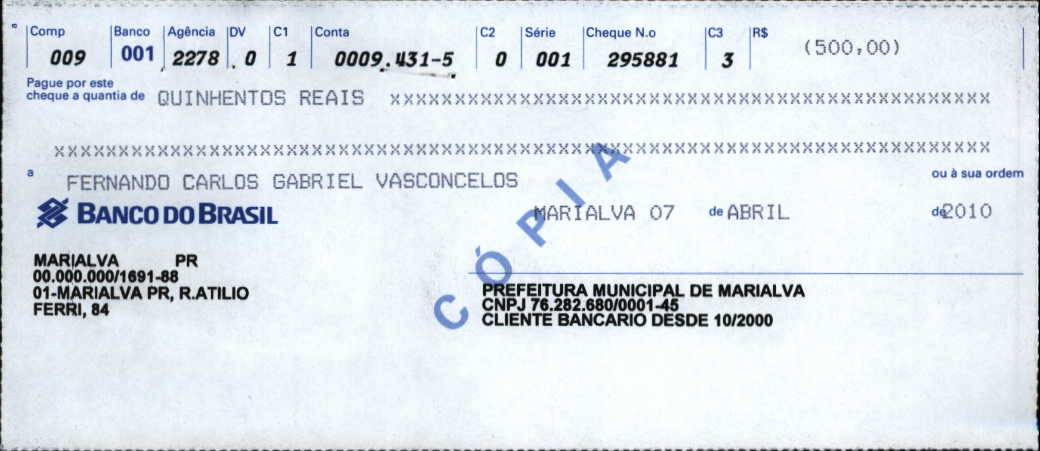 Comp Banco Agência DV C1 Conta C2 Série Cheque N.o C3 R$ (500,00)
009 001 2278 0 1 0009.431-5 0 001 295881 3
Pague por este
cheque a quantia de QUINHENTOS REAIS XXXXXXXXXXXXXXXXXXXXXXXXXXXXXXXXXXXXXXXXXXXXXXXXXXXXXXX
XXXXXXXXXXXXXXXXXXXXXXXXXXXXXXXXXXXXXXXXXXXXXXXXXXXXXXXXXXXXXXXXXXXXXXXXXXXXX
a FERNANDO CARLOS GABRIEL VASCONCELOS ou à sua ordem
BANCO DO BRASIL
MARIALVA 07 de ABRIL de 2010
CÓPIA
MARIALVA PR
00.000.000/1691-88
01-MARIALVA PR, R.ATILIO
FERRI, 84
PREFEITURA MUNICIPAL DE MARIALVA
CNPJ 76.282.680/0001-45
CLIENTE BANCARIO DESDE 10/2000